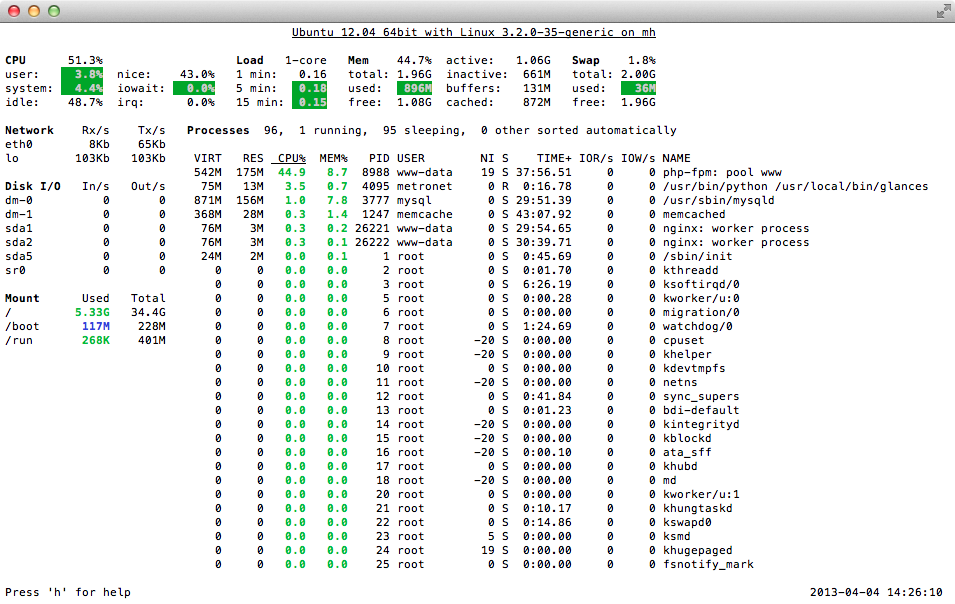 Ubuntu 12.04 64bit with Linux 3.2.0-35-generic on mh
CPU 51.3% Load 1-core Mem 44.7% active: 1.06G Swap 1.8%
user: 3.8% nice: 43.0% 1 min: 0.16 total: 1.96G inactive: 661M total: 2.00G
system: 4.4% iowait: 0.0% 5 min: 0.18 used: 896M buffers: 131M used: 36M
idle: 48.7% irq: 0.0% 15 min: 0.15 free: 1.08G cached: 872M free: 1.96G
Network Rx/s Tx/s Processes 96, 1 running, 95 sleeping, 0 other sorted automatically
eth0 8Kb 65Kb
lo 103Kb 103Kb VIRT RES CPU% MEM% PID USER NI S TIME+ IOR/s IOW/s NAME
542M 175M 44.9 8.7 8988 www-data 19 S 37:56.51 0 0 php-fpm: pool www
Disk I/O In/s Out/s 75M 13M 3.5 0.7 4095 metronet 0 R 0:16.78 0 0 /usr/bin/python /usr/local/bin/glances
dm-0 0 0 871M 156M 1.0 7.8 3777 mysql 0 S 29:51.39 0 0 /usr/sbin/mysqld
dm-1 0 0 368M 28M 0.3 1.4 1247 memcache 0 S 43:07.92 0 0 memcached
sda1 0 0 76M 3M 0.3 0.2 26221 www-data 0 S 29:54.65 0 0 nginx: worker process
sda2 0 0 76M 3M 0.3 0.1 26222 www-data 0 S 30:39.71 0 0 nginx: worker process
sda5 0 0 24M 2M 0.0 0.1 1 root 0 S 0:45.69 0 0 /sbin/init
sr0 0 0 0 0 0.0 0.0 2 root 0 S 0:01.70 0 0 kthreadd
0 0 0.0 0.0 3 root 0 S 6:26.19 0 0 ksoftirqd/0
Mount Used Total 0 0 0.0 0.0 5 root 0 S 0:00.28 0 0 kworker/u:0
/ 5.33G 34.4G 0 0 0.0 0.0 6 root 0 S 0:00.00 0 0 migration/0
/boot 117M 228M 0 0 0.0 0.0 7 root 0 S 1:24.69 0 0 watchdog/0
/run 268K 401M 0 0 0.0 0.0 8 root -20 S 0:00.00 0 0 cpuset
0 0 0.0 0.0 9 root -20 S 0:00.00 0 0 khelper
0 0 0.0 0.0 10 root 0 S 0:00.00 0 0 kdevtmpfs
0 0 0.0 0.0 11 root -20 S 0:00.00 0 0 netns
0 0 0.0 0.0 12 root 0 S 0:41.84 0 0 sync_supers
0 0 0.0 0.0 13 root 0 S 0:01.23 0 0 bdi-default
0 0 0.0 0.0 14 root -20 S 0:00.00 0 0 kintegrityd
0 0 0.0 0.0 15 root -20 S 0:00.00 0 0 kblockd
0 0 0.0 0.0 16 root -20 S 0:00.10 0 0 ata_sff
0 0 0.0 0.0 17 root 0 S 0:00.00 0 0 khubd
0 0 0.0 0.0 18 root -20 S 0:00.00 0 0 md
0 0 0.0 0.0 20 root 0 S 0:00.00 0 0 kworker/u:1
0 0 0.0 0.0 21 root 0 S 0:10.17 0 0 khungtaskd
0 0 0.0 0.0 22 root 0 S 0:14.86 0 0 kswapd0
0 0 0.0 0.0 23 root 5 S 0:00.00 0 0 ksmd
0 0 0.0 0.0 24 root 19 S 0:00.00 0 0 khugepaged
0 0 0.0 0.0 25 root 0 S 0:00.00 0 0 fsnotify_mark
Press 'h' for help 2013-04-04 14:26:10